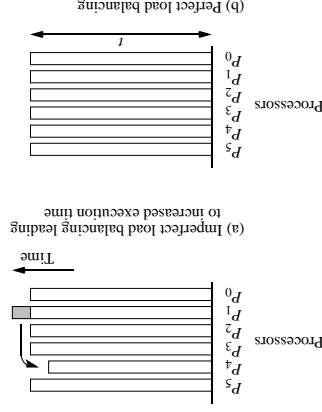 P5
P4
P3
Processors
P2
P1
P0
Time
(a) Imperfect load balancing leading
to increased execution time
P5
P4
P3
Processors
P2
P1
P0
t
(b) Perfect load balancing